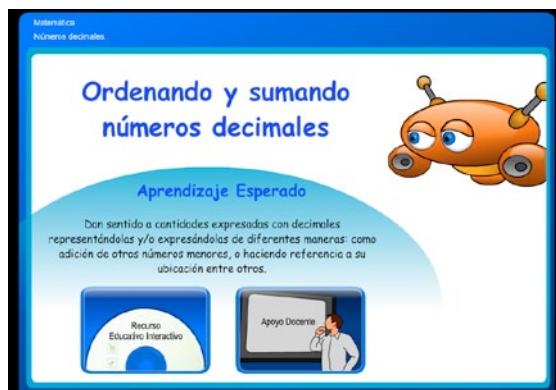 Matemática
Números decimales.
Ordenando y sumando
números decimales
Aprendizaje Esperado
Dan sentido a cantidades expresadas con decimales
representándolas y/o expresándolas de diferentes maneras: como
adición de otros números menores, o haciendo referencia a su
ubicación entre otros.
Recurso
Educativo Interactivo
Apoyo Docente